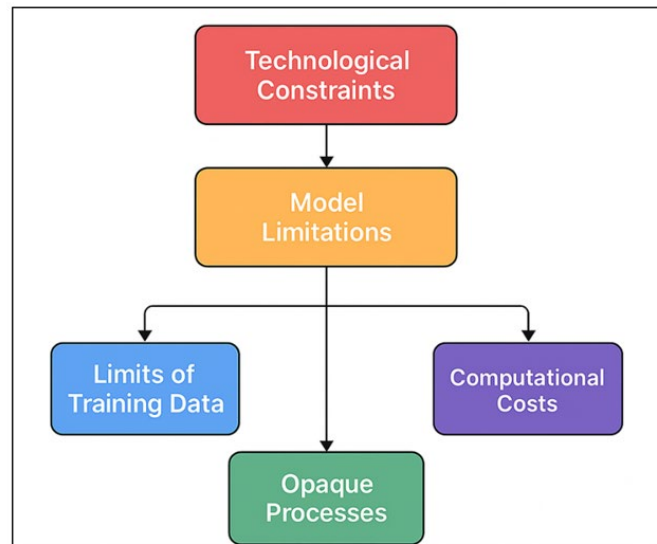 Technological
Constraints
Model
Limitations
Limits of
Training Data
Computational
Costs
Opaque
Processes